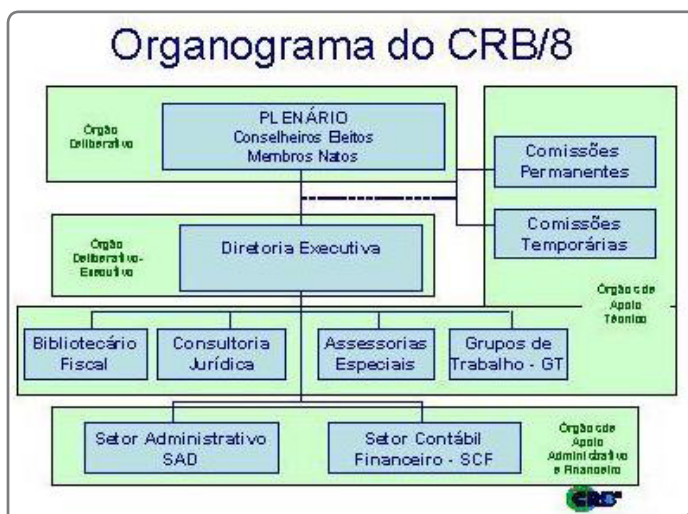 Organograma do CRB/8
Órgão
Deliberativo
PLENÁRIO
Conselheiros Eleitos
Membros Natos
Comissões
Permanentes
Comissões
Temporárias
Órgão
Deliberativo-
Executivo
Diretoria Executiva
Órgão de
Apoio
Técnico
Bibliotecário
Fiscal
Consultoria
Jurídica
Assessorias
Especiais
Grupos de
Trabalho - GT
Setor Administrativo
SAD
Setor Contábil
Financeiro - SCF
Órgão de
Apoio
Administrativo
e Financeiro
CRB